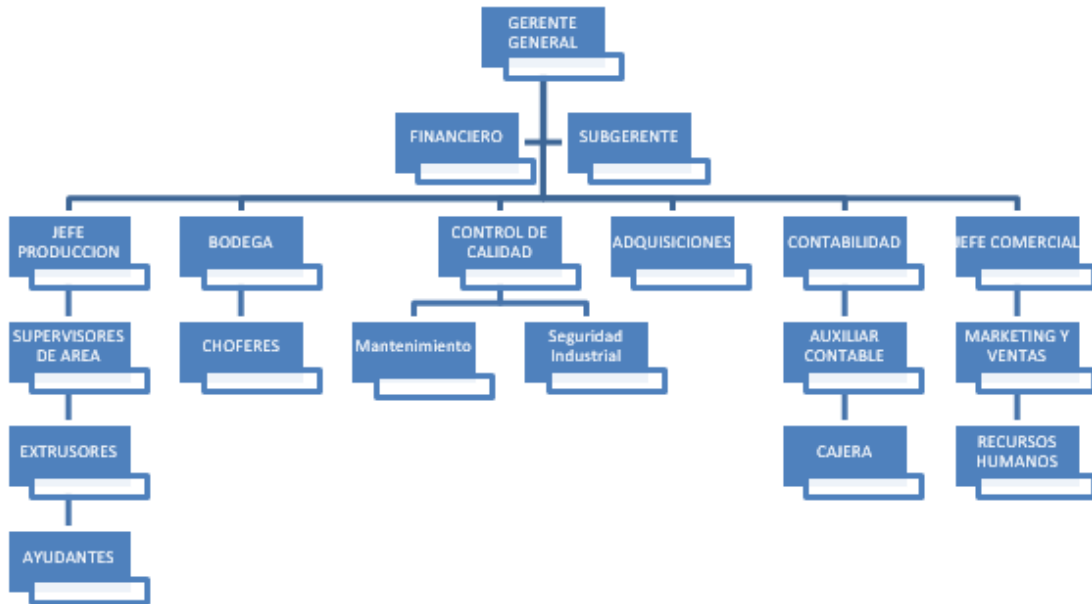 GERENTE
GENERAL
FINANCIERO
SUBGERENTE
JEFE
PRODUCCION
BODEGA
CONTROL DE
CALIDAD
ADQUISICIONES
CONTABILIDAD
JEFE COMERCIAL
SUPERVISORES
DE AREA
CHOFERES
Mantenimiento
Seguridad
Industrial
AUXILIAR
CONTABLE
MARKETING Y
VENTAS
EXTRUSORES
CAJERA
RECURSOS
HUMANOS
AYUDANTES